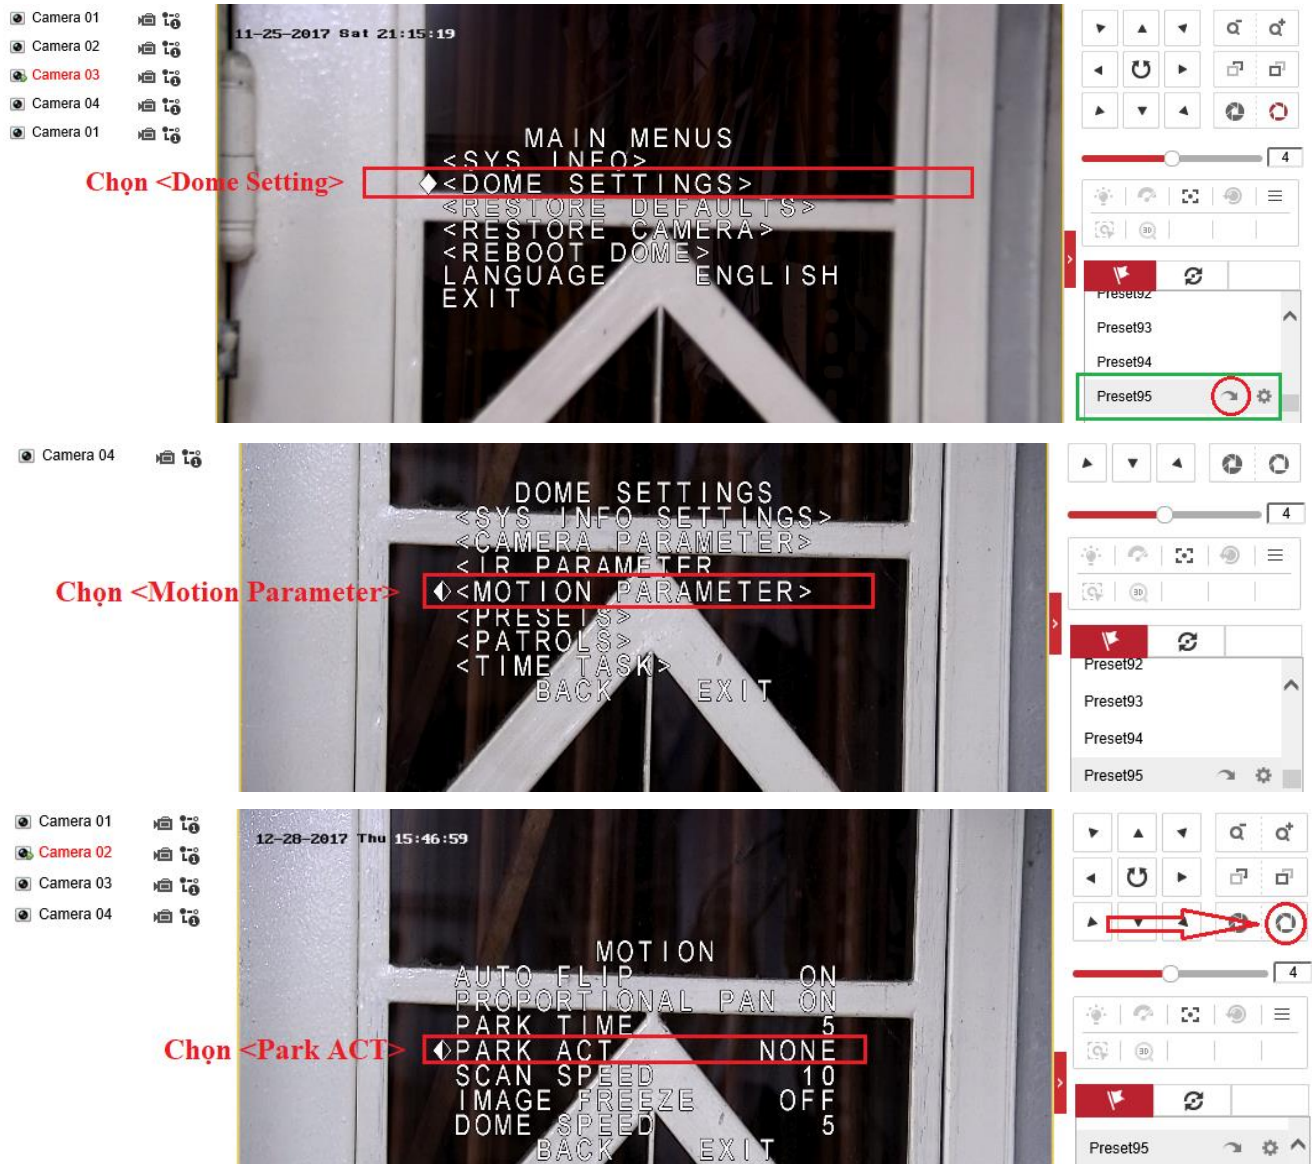 Camera 01
Camera 02
Camera 03
Camera 04
Camera 01
11-25-2017 Sat 21:15:19
MAIN MENUS
<SYS INFO>
Chọn <Dome Setting>
<DOME SETTINGS>
<RESTORE DEFAULTS>
<RESTORE CAMERA>
<REBOOT DOME>
LANGUAGE ENGLISH
EXIT
4
3D
Preset92
Preset93
Preset94
Preset95
Camera 04
DOME SETTINGS
<SYS INFO SETTINGS>
<CAMERA PARAMETER>
<IR PARAMETER
Chọn <Motion Parameter>
<MOTION PARAMETER>
<PRESETS>
<PATROLS>
<TIME TASK>
BACK EXIT
4
3D
Preset92
Preset93
Preset94
Preset95
Camera 01
Camera 02
Camera 03
Camera 04
12-28-2017 Thu 15:46:59
MOTION
AUTO FLIP ON
PROPORTIONAL PAN ON
PARK TIME 5
Chọn <Park ACT>
PARK ACT NONE
SCAN SPEED 10
IMAGE FREEZE OFF
DOME SPEED 5
BACK EXIT
4
3D
Preset95